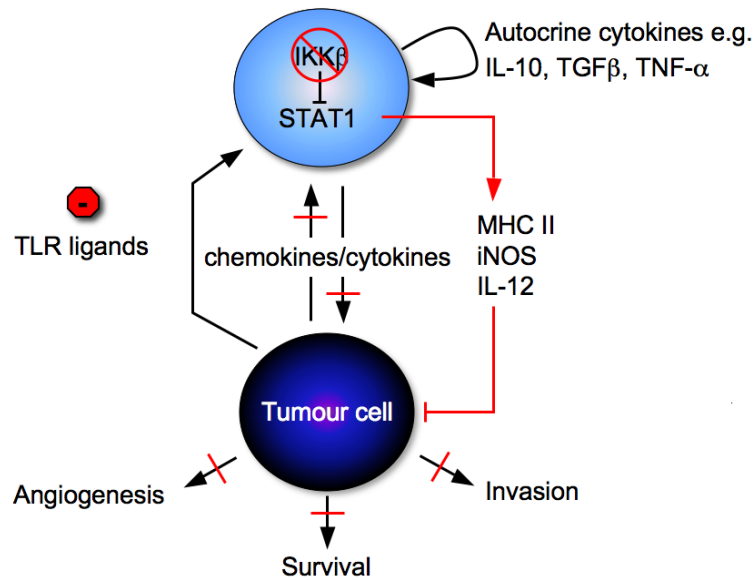 IKKβ
STAT1
Autocrine cytokines e.g.
IL-10, TGFβ, TNF-α
-
TLR ligands
chemokines/cytokines
MHC II
iNOS
IL-12
Tumour cell
Angiogenesis
Invasion
Survival